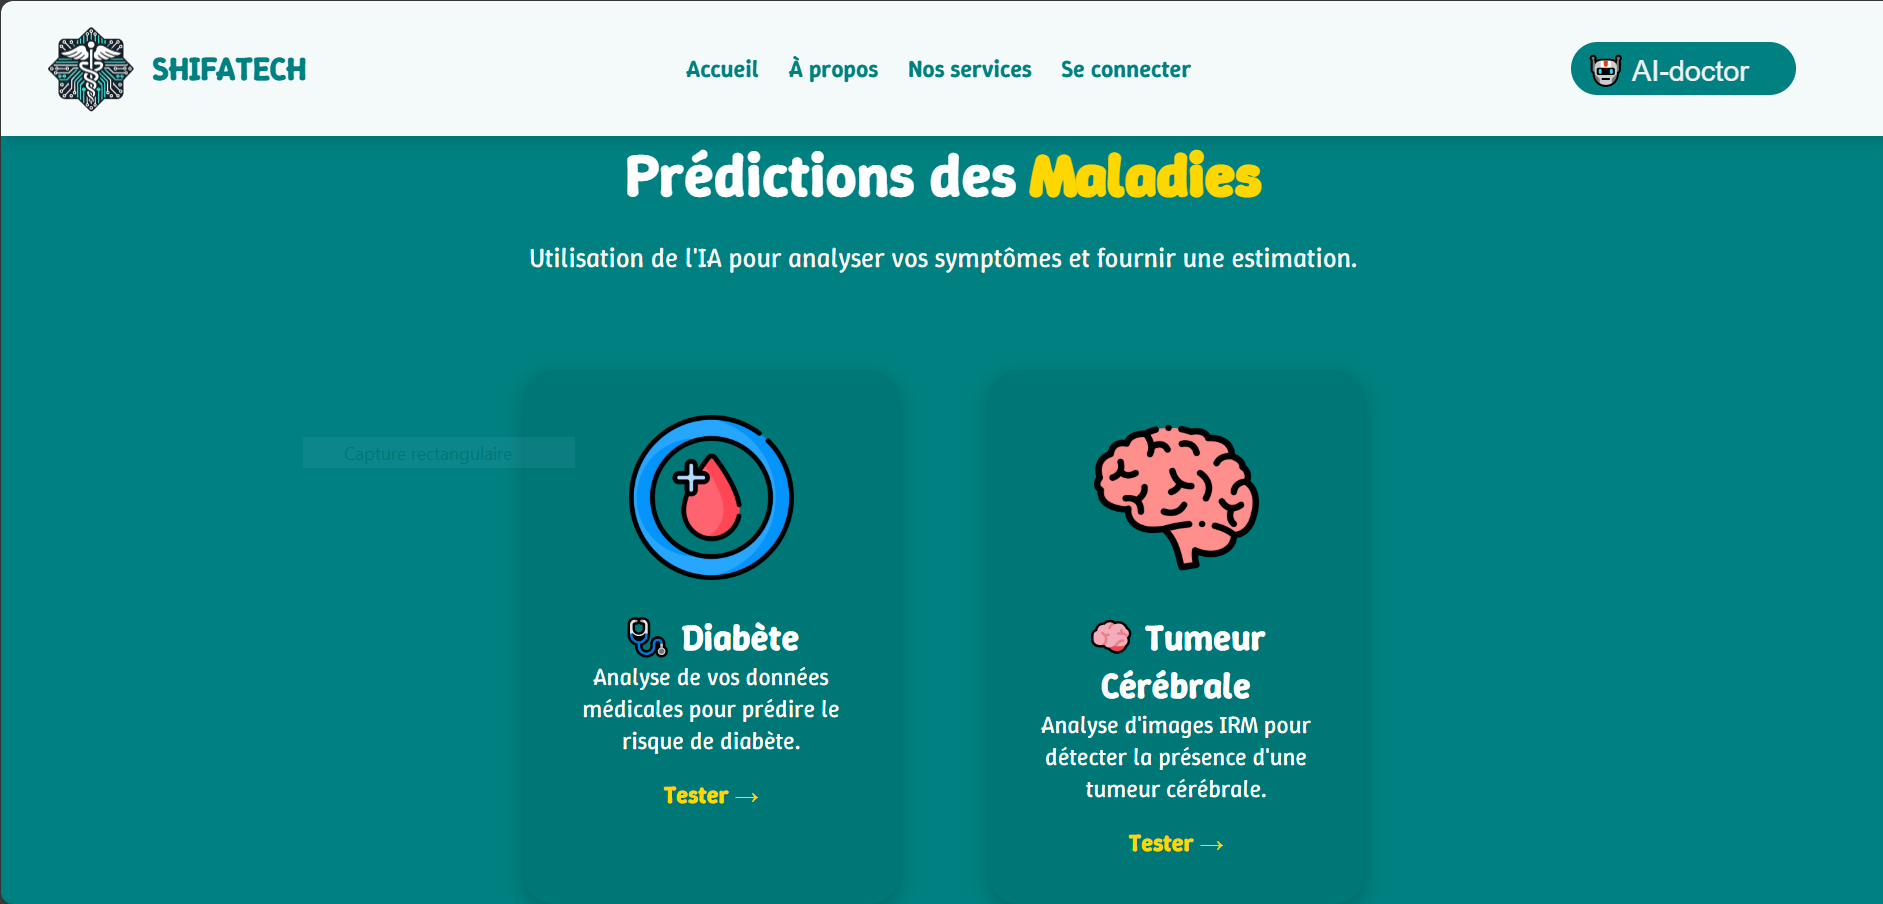 SHIFATECH
Accueil À propos Nos services Se connecter
AI-doctor
Prédictions des Maladies
Utilisation de l'IA pour analyser vos symptômes et fournir une estimation.
Capture rectangulaire
Diabète
Analyse de vos données
médicales pour prédire le
risque de diabète.
Tester →
Tumeur
Cérébrale
Analyse d'images IRM pour
détecter la présence d'une
tumeur cérébrale.
Tester →